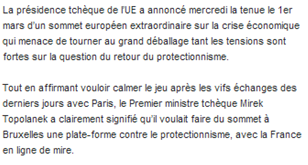 La présidence tchèque de l'UE a annoncé mercredi la tenue le 1er
mars d'un sommet européen extraordinaire sur la crise économique
qui menace de tourner au grand déballage tant les tensions sont
fortes sur la question du retour du protectionnisme.
Tout en affirmant vouloir calmer le jeu après les vifs échanges des
derniers jours avec Paris, le Premier ministre tchèque Mirek
Topolanek a clairement signifié qu'il voulait faire du sommet à
Bruxelles une plate-forme contre le protectionnisme, avec la France
en ligne de mire.